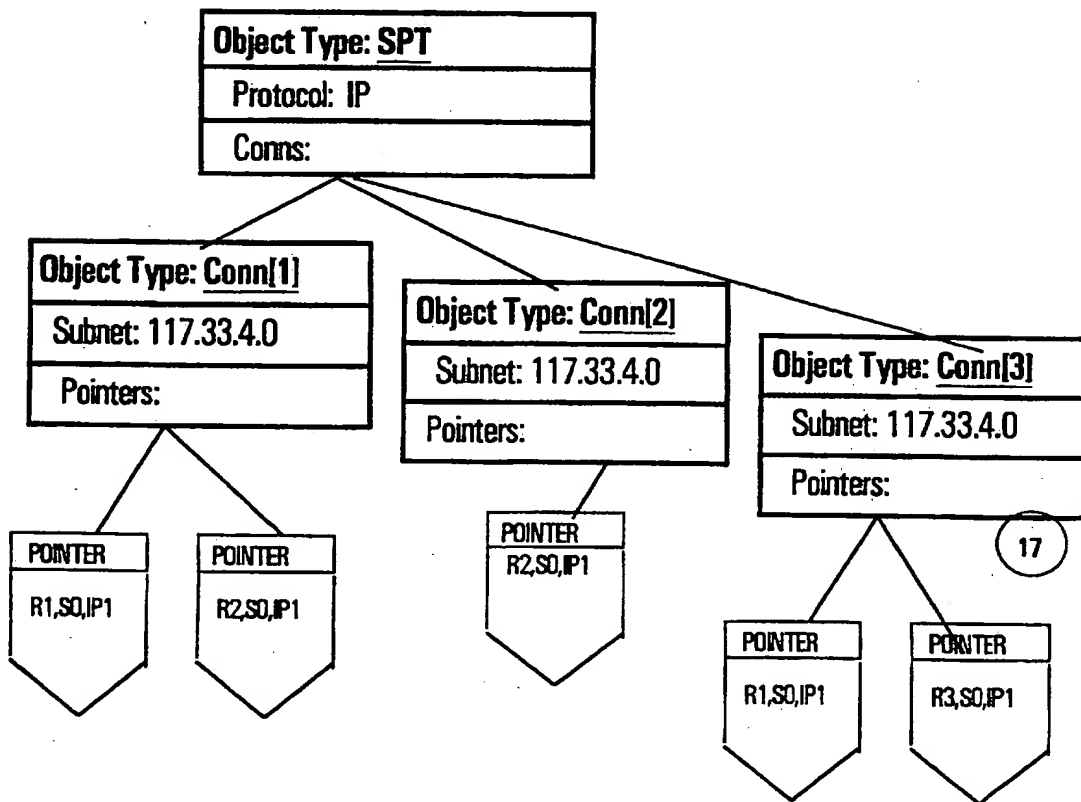 Object Type: SPT
Protocol: IP
Conns:
Object Type: Conn[1]
Subnet: 117.33.4.0
Pointers:
Object Type: Conn[2]
Subnet: 117.33.4.0
Pointers:
Object Type: Conn[3]
Subnet: 117.33.4.0
Pointers:
POINTER
R1,S0,IP1
POINTER
R2,S0,IP1
POINTER
R2,S0,IP1
17
POINTER
R1,S0,IP1
POINTER
R3,S0,IP1